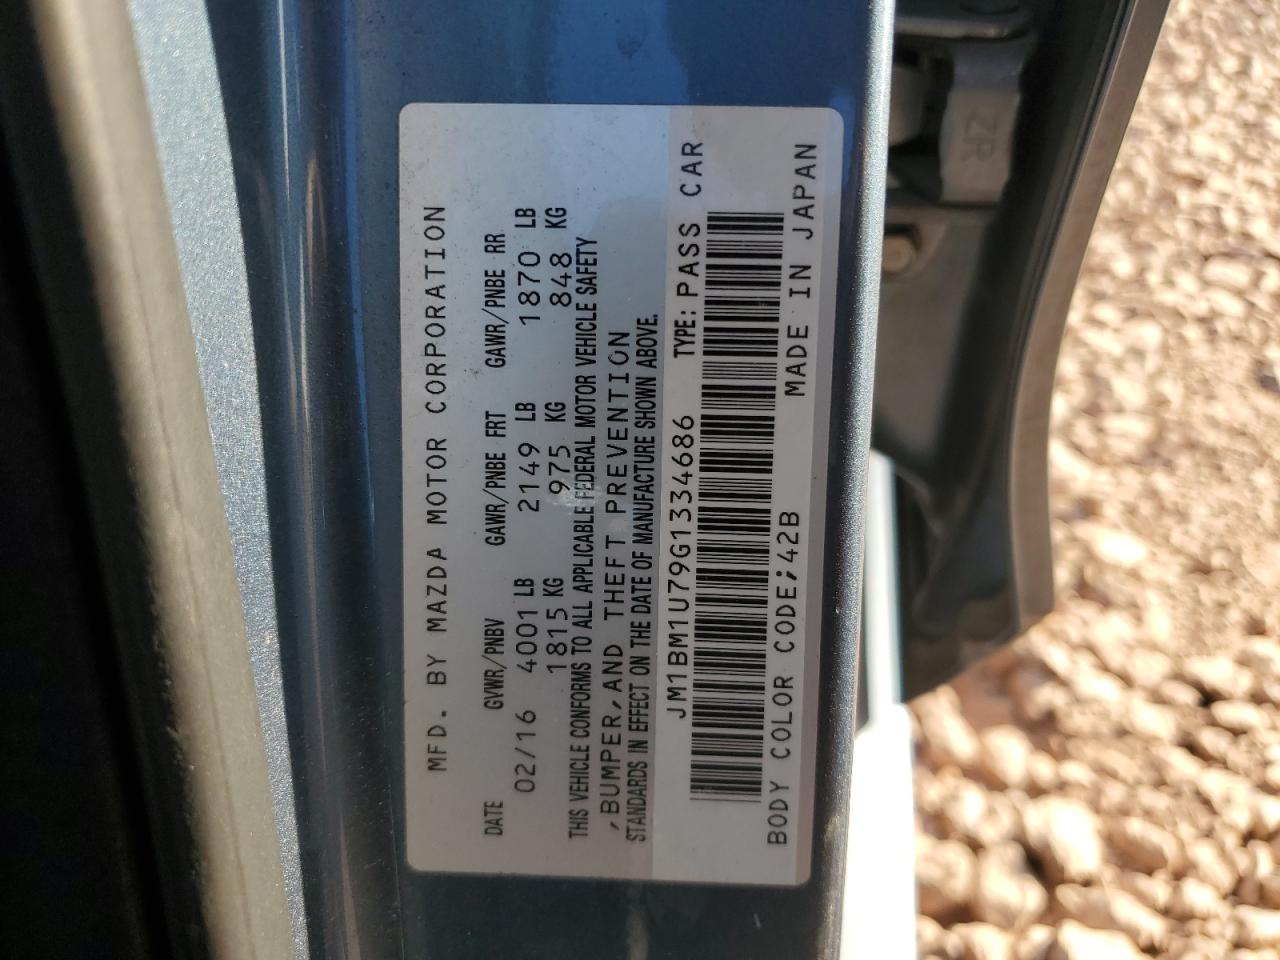 MFD. BY MAZDA MOTOR CORPORATION
DATE GVWR/PNBV GAWR/PNBE FRT GAWR/PNBE RR
02/16 4001 LB 2149 LB 1870 LB
1815 KG 975 KG 848 KG
THIS VEHICLE CONFORMS TO ALL APPLICABLE FEDERAL MOTOR VEHICLE SAFETY
,BUMPER,AND THEFT PREVENTION
STANDARDS IN EFFECT ON THE DATE OF MANUFACTURE SHOWN ABOVE.
JM1BM1U79G1334686 TYPE: PASS CAR
BODY COLOR CODE;42B MADE IN JAPAN
ZR